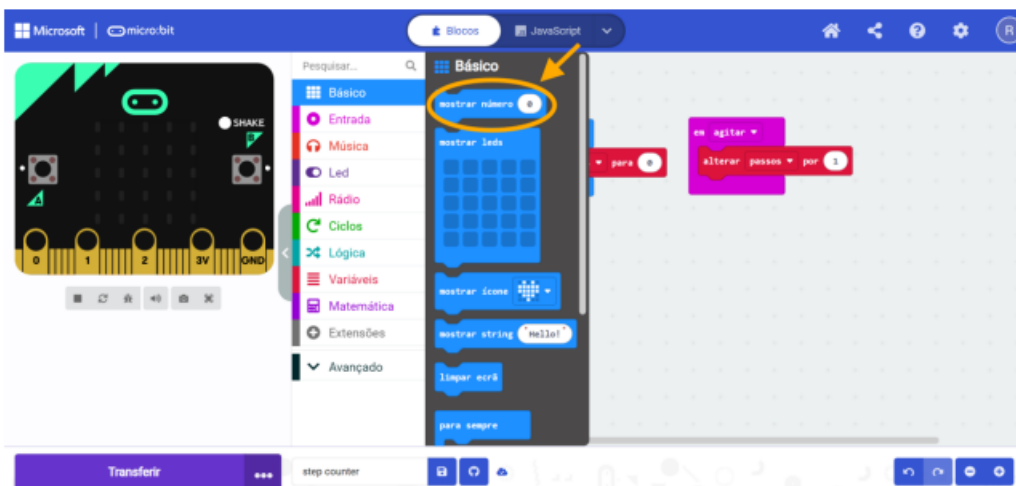 Microsoft | micro:bit
Blocos
JavaScript
R
SHAKE
B
A
0 1 2 3V GND
Pesquisar...
Básico
Entrada
Música
Led
Rádio
Ciclos
Lógica
Variáveis
Matemática
Extensões
Avançado
Básico
mostrar número 0
mostrar leds
mostrar ícone
mostrar string "Hello!"
limpar ecrã
para sempre
para 0
em agitar
alterar passos por 1
Transferir
step counter